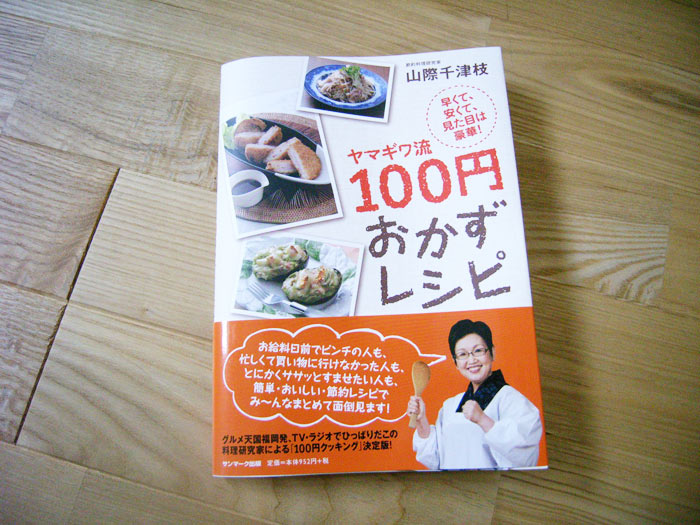 節約料理研究家
山際千津枝
早くて、
安くて、
見た目は
豪華!
ヤマギワ流
100円
おかず
レシピ
お給料日前でピンチの人も、
忙しくて買い物に行けなかった人も、
とにかくササッとすませたい人も、
簡単・おいしい・節約レシピで
み〜んなまとめて面倒見ます!
グルメ天国福岡発、TV・ラジオでひっぱりだこの
料理研究家による「100円クッキング」決定版!
サンマーク出版 定価=本体952円+税